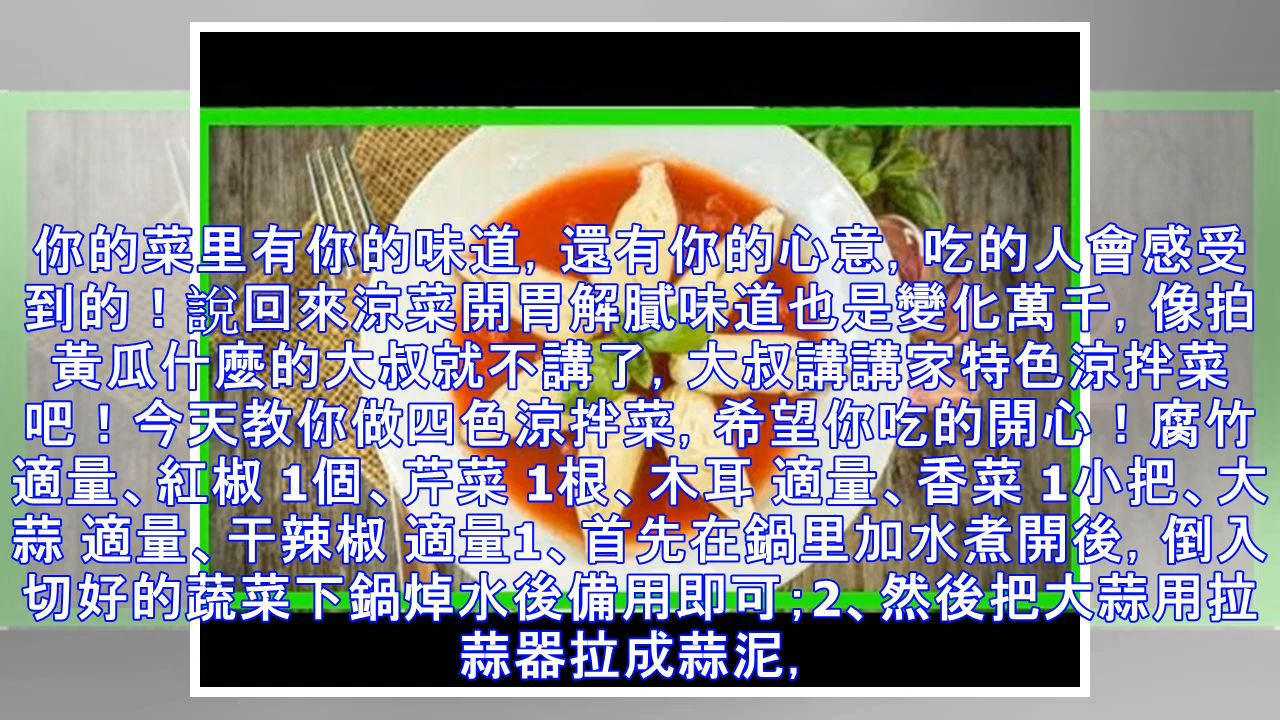 你的菜里有你的味道, 還有你的心意, 吃的人會感受
到的！說回來涼菜開胃解膩味道也是變化萬千, 像拍
黃瓜什麼的大叔就不講了, 大叔講講家特色涼拌菜
吧！今天教你做四色涼拌菜, 希望你吃的開心！腐竹
適量、紅椒 1個、芹菜 1根、木耳 適量、香菜 1小把、大
蒜 適量、干辣椒 適量1、首先在鍋里加水煮開後, 倒入
切好的蔬菜下鍋焯水後備用即可;2、然後把大蒜用拉
蒜器拉成蒜泥,